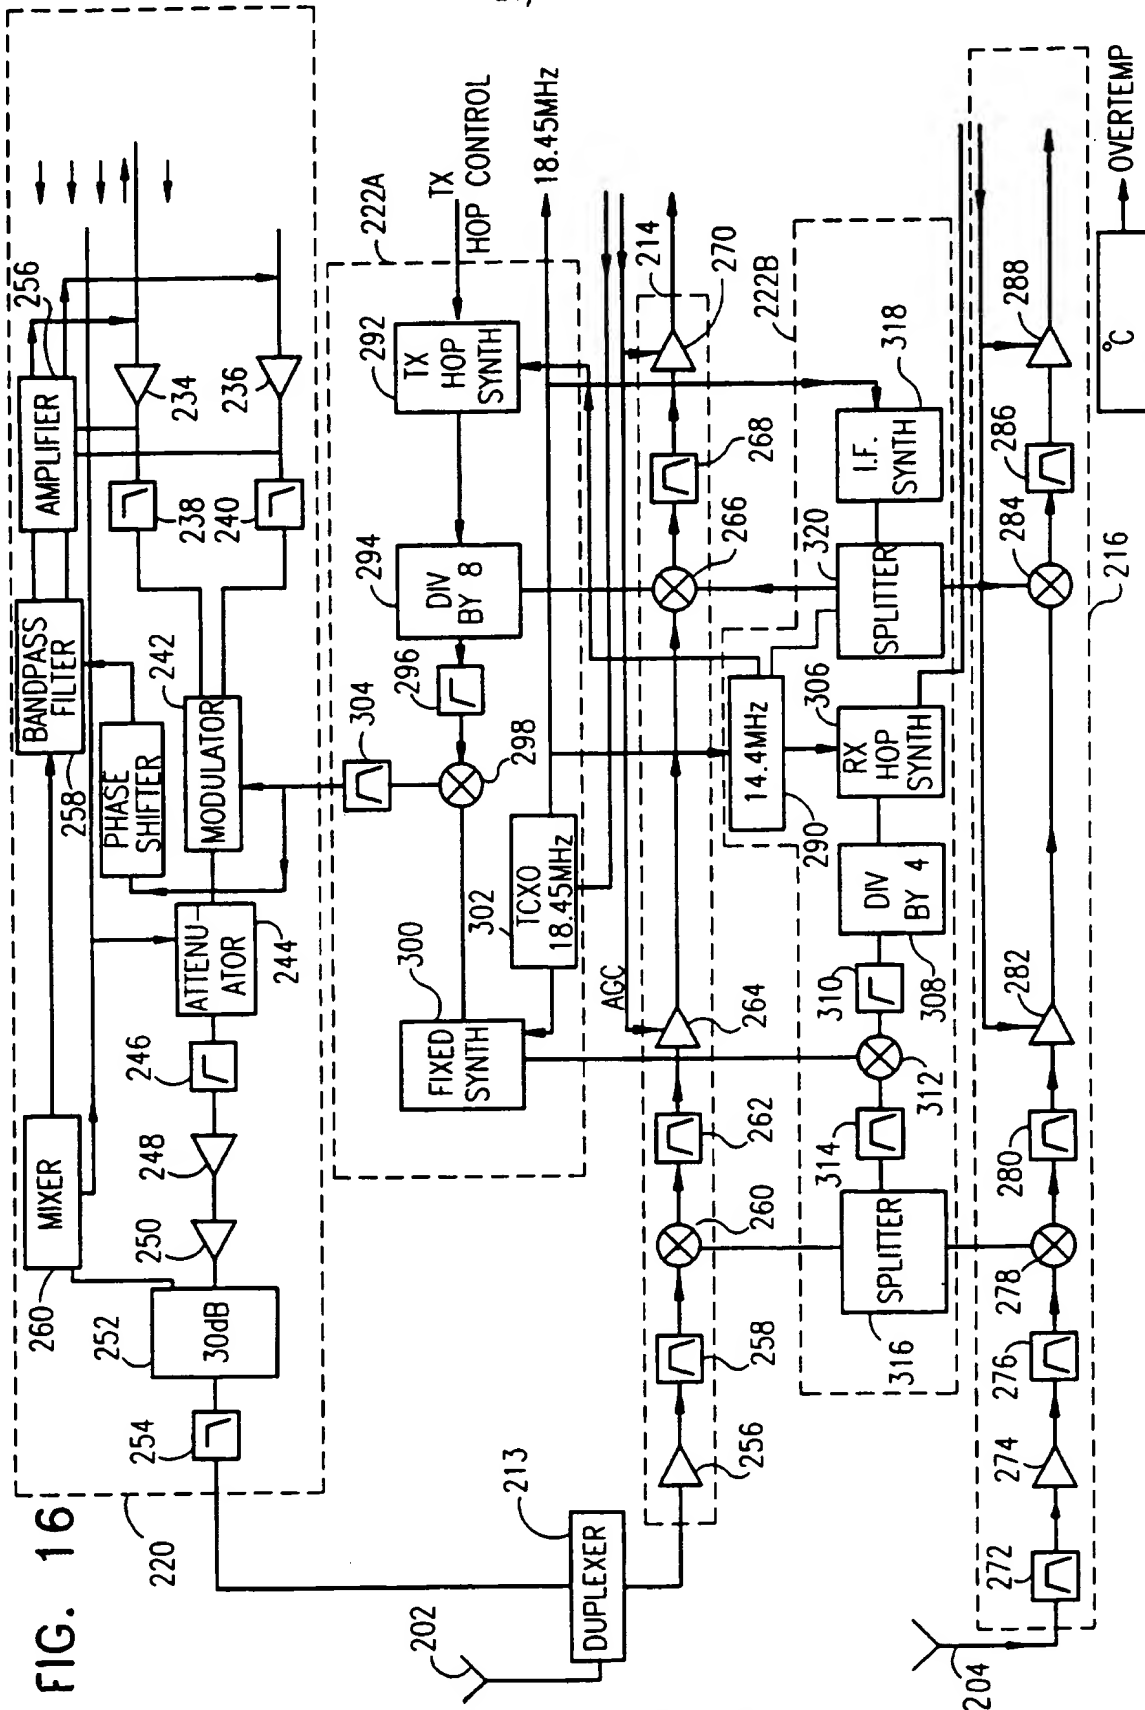 FIG. 16
220
254
252
30dB
260
MIXER
250
248
246
ATTENU
ATOR
244
PHASE
SHIFTER
258
BANDPASS
FILTER
242
MODULATOR
AMPLIFIER
256
238
240
234
236
222A
300
FIXED
SYNTH
302
TCXO
18.45MHz
304
298
296
294
DIV
BY 8
292
TX
HOP
SYNTH
TX
HOP CONTROL
18.45MHz
AGC
202
213
DUPLEXER
256
258
260
262
264
266
268
270
214
222B
316
SPLITTER
314
312
310
308
DIV
BY 4
290
14.4MHz
306
RX
HOP
SYNTH
320
SPLITTER
I.F.
SYNTH
318
204
272
274
276
278
280
282
284
286
288
216
°C
OVERTEMP